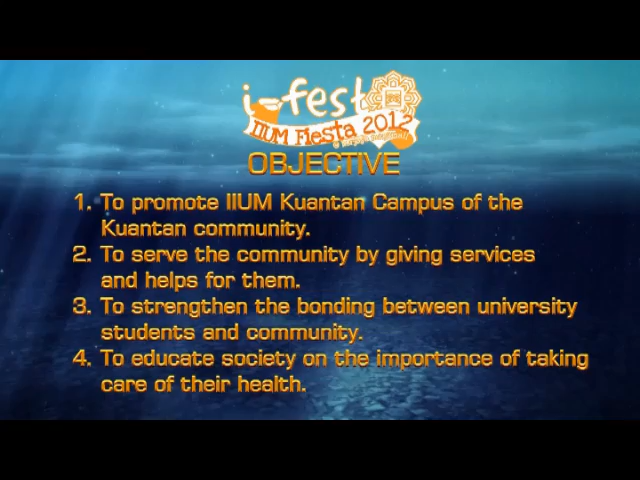 i-fest
IIUM Fiesta 2012
OBJECTIVE
1. To promote IIUM Kuantan Campus of the
Kuantan community.
2. To serve the community by giving services
and helps for them.
3. To strengthen the bonding between university
students and community.
4. To educate society on the importance of taking
care of their health.